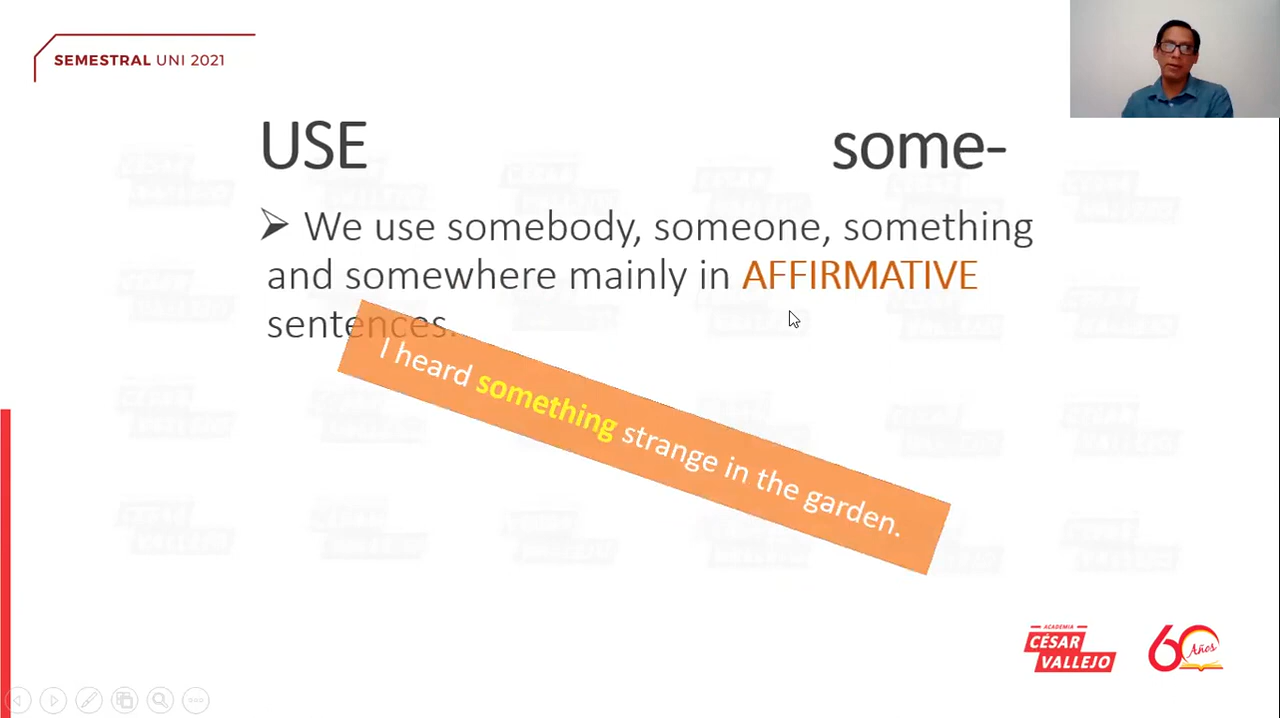 SEMESTRAL UNI 2021
USE some-
➢ We use somebody, someone, something
and somewhere mainly in AFFIRMATIVE
sentences.
I heard something strange in the garden.
ACADEMIA
CÉSAR
VALLEJO
60
Años